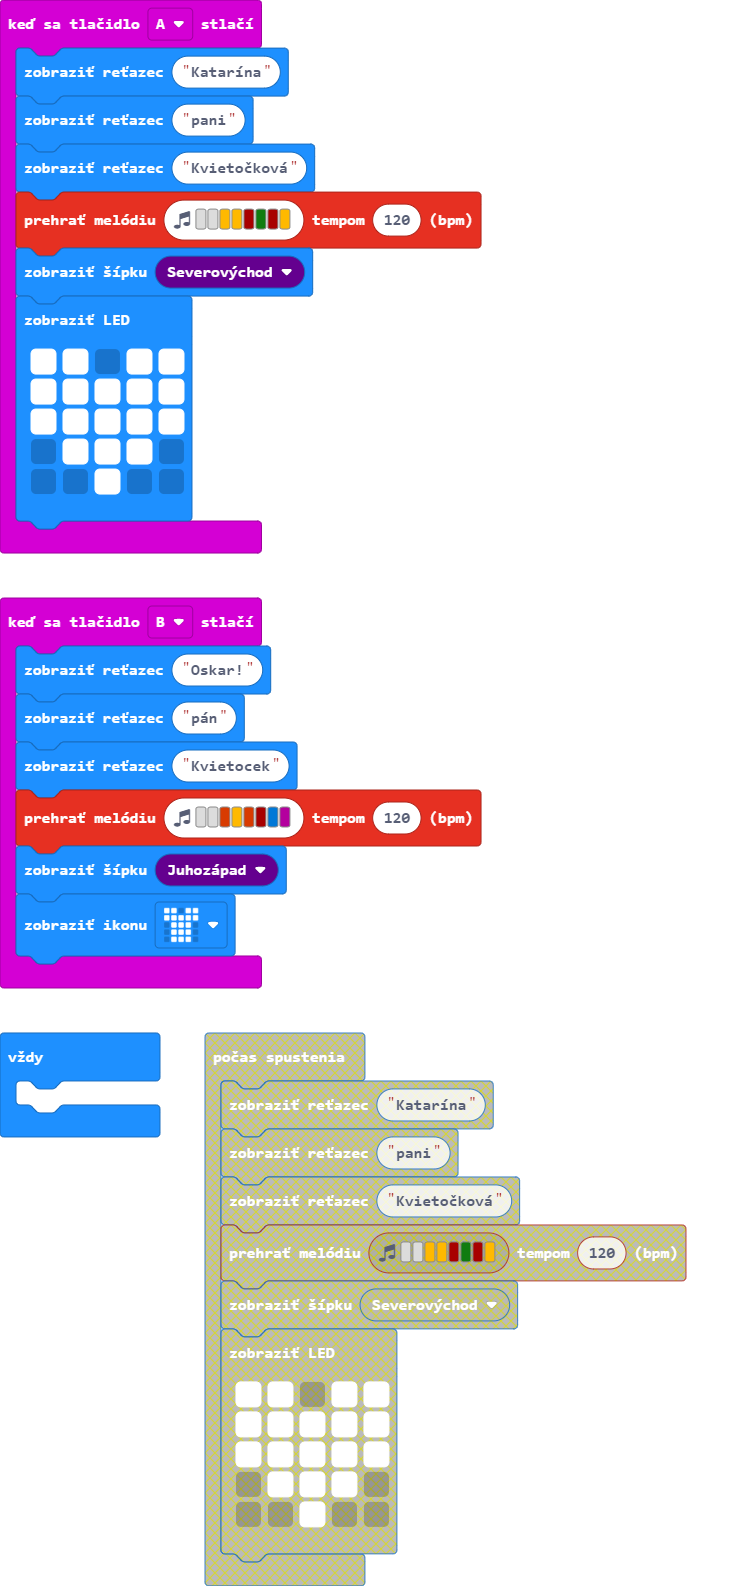 keď sa tlačidlo A stlačí
zobraziť reťazec "Katarína"
zobraziť reťazec "pani"
zobraziť reťazec "Kvietočková"
prehrať melódiu tempom 120 (bpm)
zobraziť šípku Severovýchod
zobraziť LED
keď sa tlačidlo B stlačí
zobraziť reťazec "Oskar!"
zobraziť reťazec "pán"
zobraziť reťazec "Kvietocek"
prehrať melódiu tempom 120 (bpm)
zobraziť šípku Juhozápad
zobraziť ikonu
vždy
počas spustenia
zobraziť reťazec "Katarína"
zobraziť reťazec "pani"
zobraziť reťazec "Kvietočková"
prehrať melódiu tempom 120 (bpm)
zobraziť šípku Severovýchod
zobraziť LED